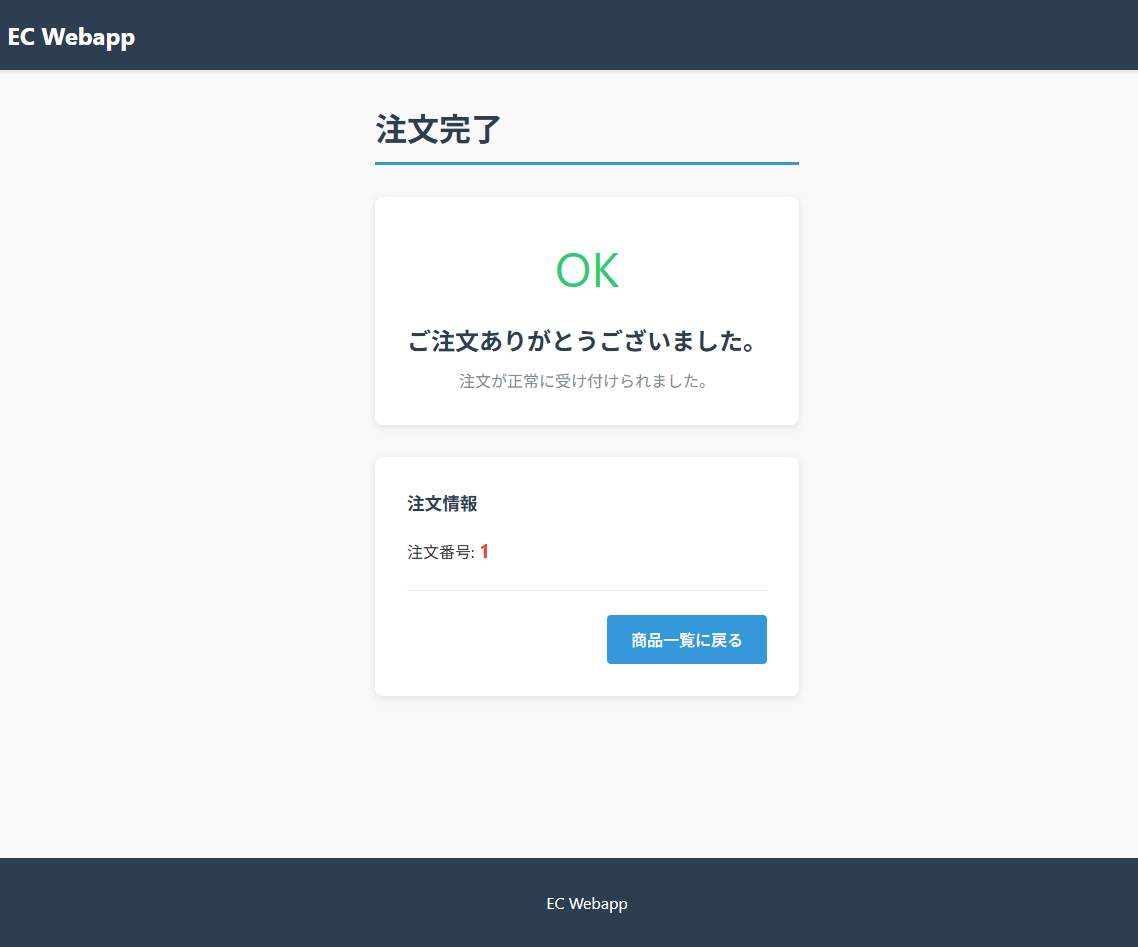 EC Webapp
注文完了
OK
ご注文ありがとうございました。
注文が正常に受け付けられました。
注文情報
注文番号: 1
商品一覧に戻る
EC Webapp